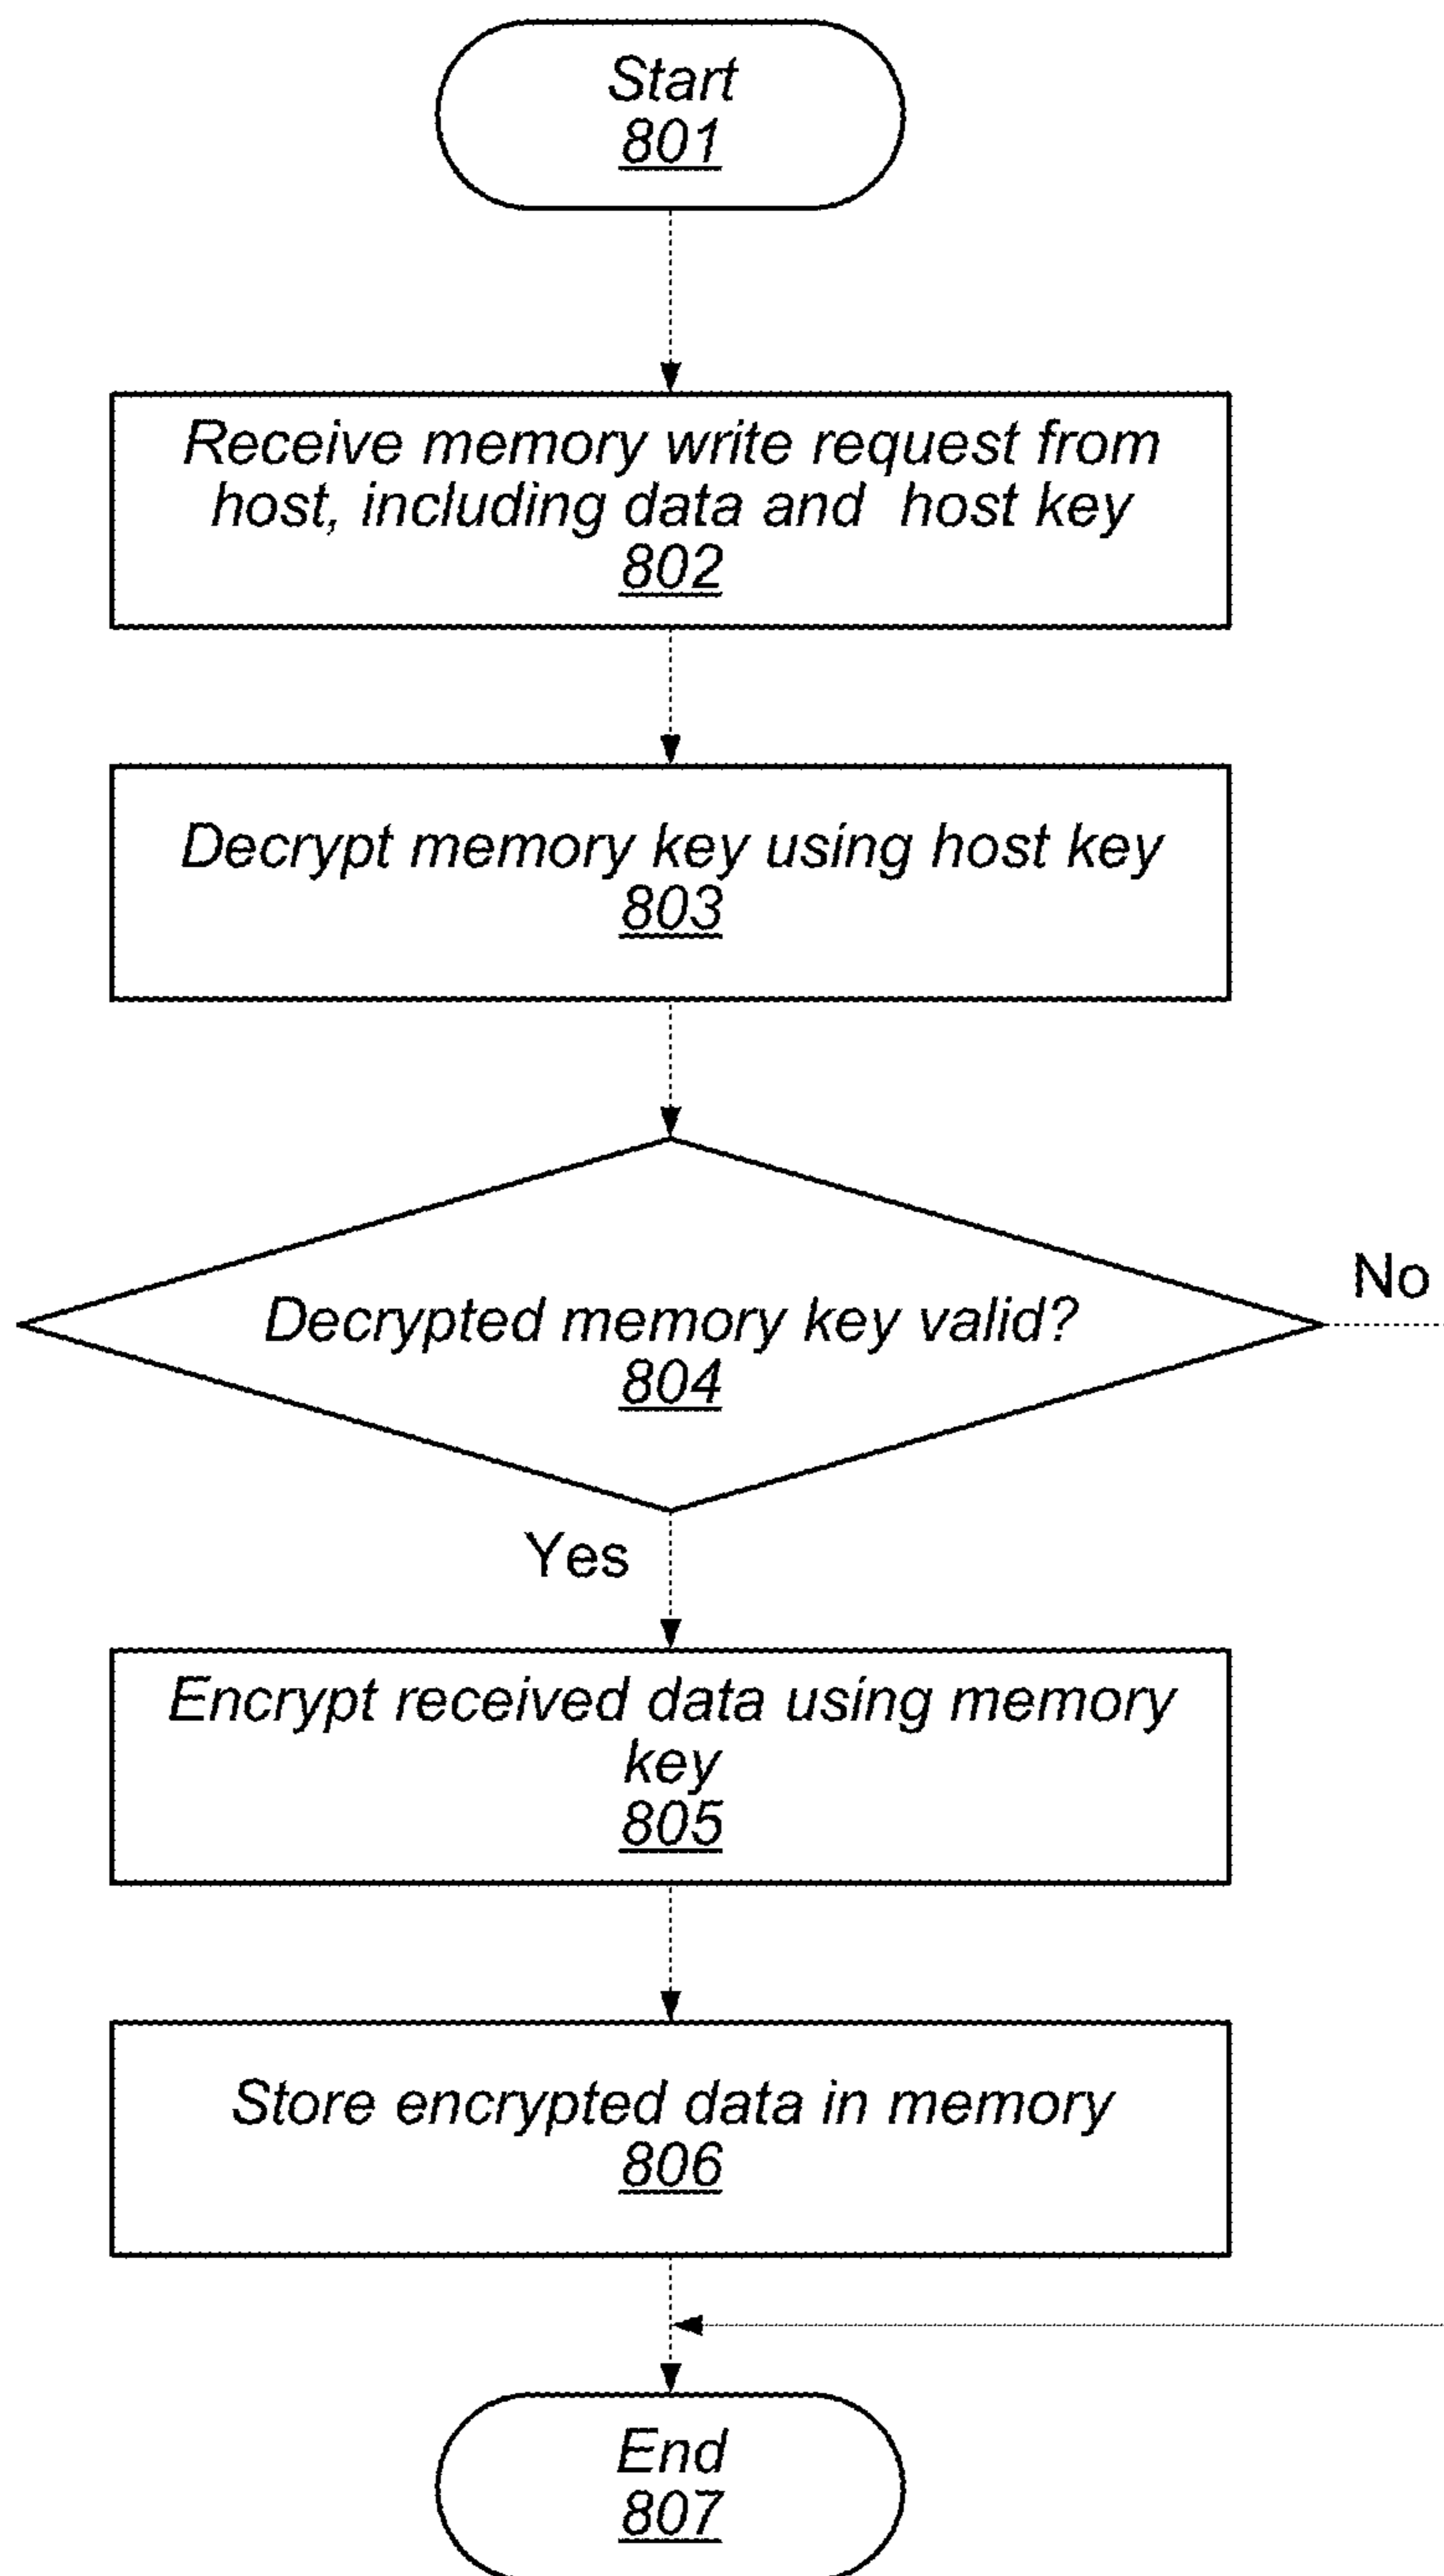 Start
801
Receive memory write request from
host, including data and host key
802
Decrypt memory key using host key
803
Decrypted memory key valid?
804
No
Yes
Encrypt received data using memory
key
805
Store encrypted data in memory
806
End
807